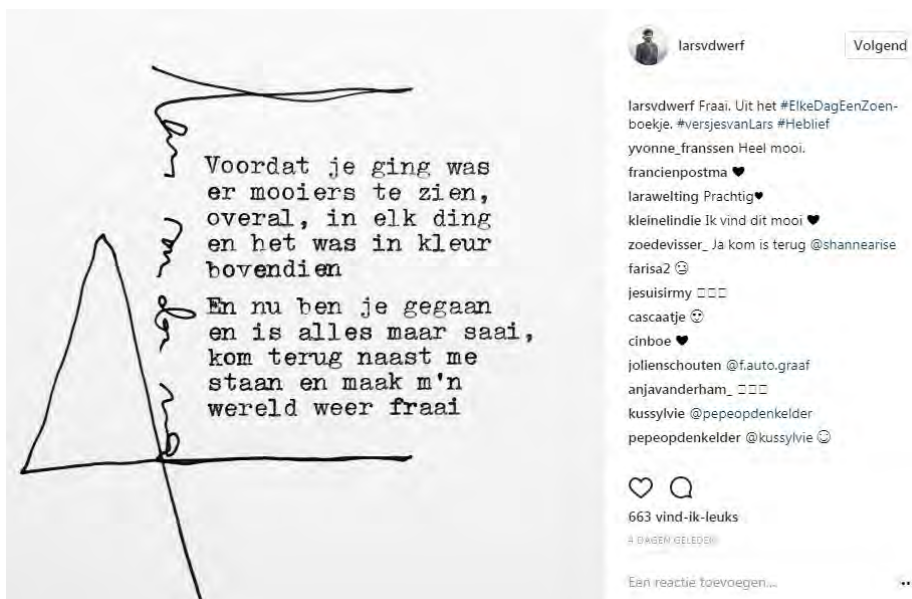 Voordat je ging was
er mooiers te zien,
overal, in elk ding
en het was in kleur
bovendien
En nu ben je gegaan
en is alles maar saai,
kom terug naast me
staan en maak m'n
wereld weer fraai
larsvdwerf
Volgend
larsvdwerf Fraai. Uit het #ElkeDagEenZoen-
boekje. #versjesvanLars #Heblief
yvonne_franssen Heel mooi.
francienpostma ♥
larawelting Prachtig♥
kleinelindie Ik vind dit mooi ♥
zoedevisser_ Ja kom is terug @shannearise
farisa2
jesuisirmy □□□
cascaatje
cinboe ♥
jolienschouten @f.auto.graaf
anjavanderham_ □□□
kussylvie @pepeopdenkelder
pepeopdenkelder @kussylvie
663 vind-ik-leuks
4 DAGEN GELEDEN
Een reactie toevoegen...